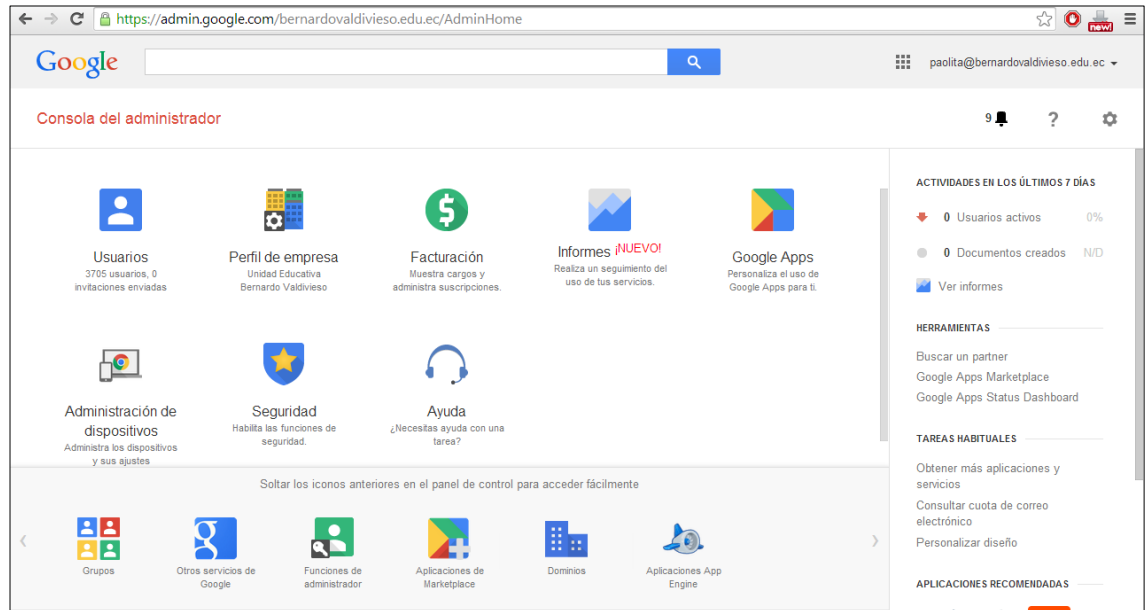 https://admin.google.com/bernardovaldivieso.edu.ec/AdminHome
new!
Google
paolita@bernardovaldivieso.edu.ec
Consola del administrador
9
?
Usuarios
3705 usuarios, 0
invitaciones enviadas
Perfil de empresa
Unidad Educativa
Bernardo Valdivieso
Facturación
Muestra cargos y
administra suscripciones.
Informes ¡NUEVO!
Realiza un seguimiento del
uso de tus servicios.
Google Apps
Personaliza el uso de
Google Apps para ti.
Administración de
dispositivos
Administra los dispositivos
y sus ajustes
Seguridad
Habilita las funciones de
seguridad.
Ayuda
¿Necesitas ayuda con una
tarea?
Soltar los iconos anteriores en el panel de control para acceder fácilmente
Grupos
Otros servicios de
Google
Funciones de
administrador
Aplicaciones de
Marketplace
Dominios
Aplicaciones App
Engine
ACTIVIDADES EN LOS ÚLTIMOS 7 DÍAS
0 Usuarios activos 0%
0 Documentos creados N/D
Ver informes
HERRAMIENTAS
Buscar un partner
Google Apps Marketplace
Google Apps Status Dashboard
TAREAS HABITUALES
Obtener más aplicaciones y
servicios
Consultar cuota de correo
electrónico
Personalizar diseño
APLICACIONES RECOMENDADAS